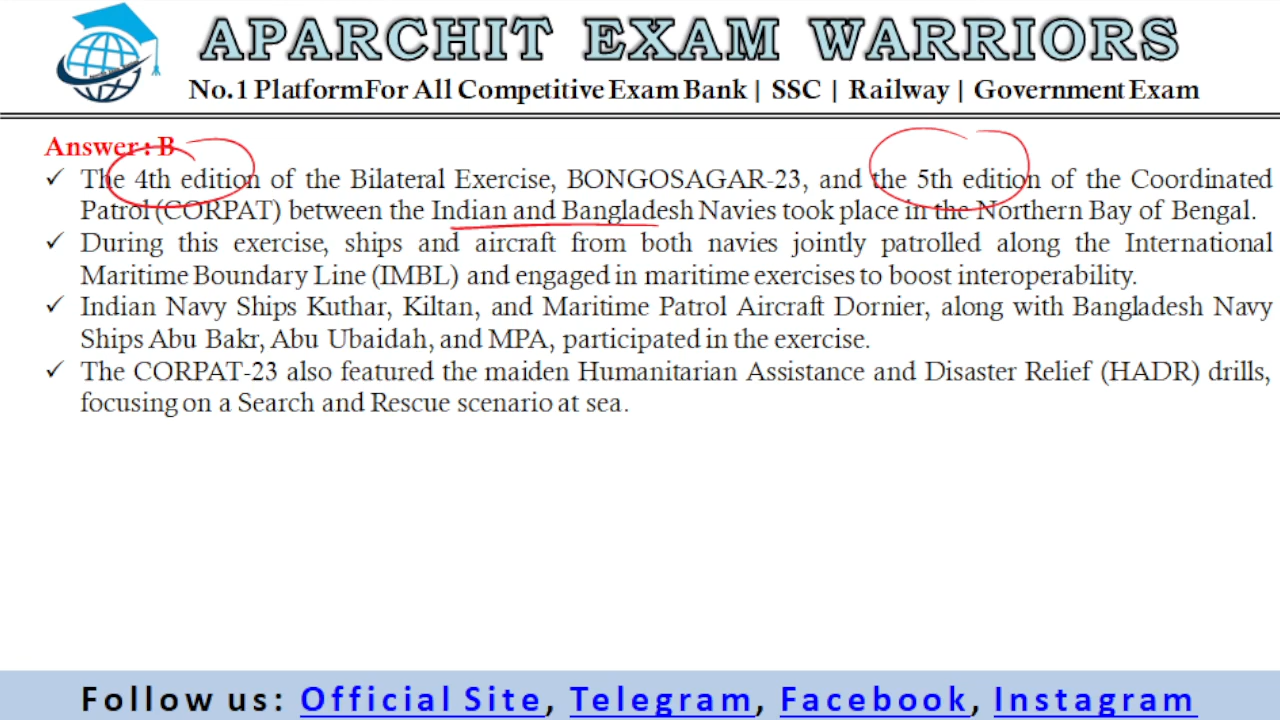 APARCHIT EXAM WARRIORS
No.1 PlatformFor All Competitive Exam Bank | SSC | Railway | Government Exam
Answer : B
✓ The 4th edition of the Bilateral Exercise, BONGOSAGAR-23, and the 5th edition of the Coordinated
Patrol (CORPAT) between the Indian and Bangladesh Navies took place in the Northern Bay of Bengal.
✓ During this exercise, ships and aircraft from both navies jointly patrolled along the International
Maritime Boundary Line (IMBL) and engaged in maritime exercises to boost interoperability.
✓ Indian Navy Ships Kuthar, Kiltan, and Maritime Patrol Aircraft Dornier, along with Bangladesh Navy
Ships Abu Bakr, Abu Ubaidah, and MPA, participated in the exercise.
✓ The CORPAT-23 also featured the maiden Humanitarian Assistance and Disaster Relief (HADR) drills,
focusing on a Search and Rescue scenario at sea.
Follow us: Official Site, Telegram, Facebook, Instagram